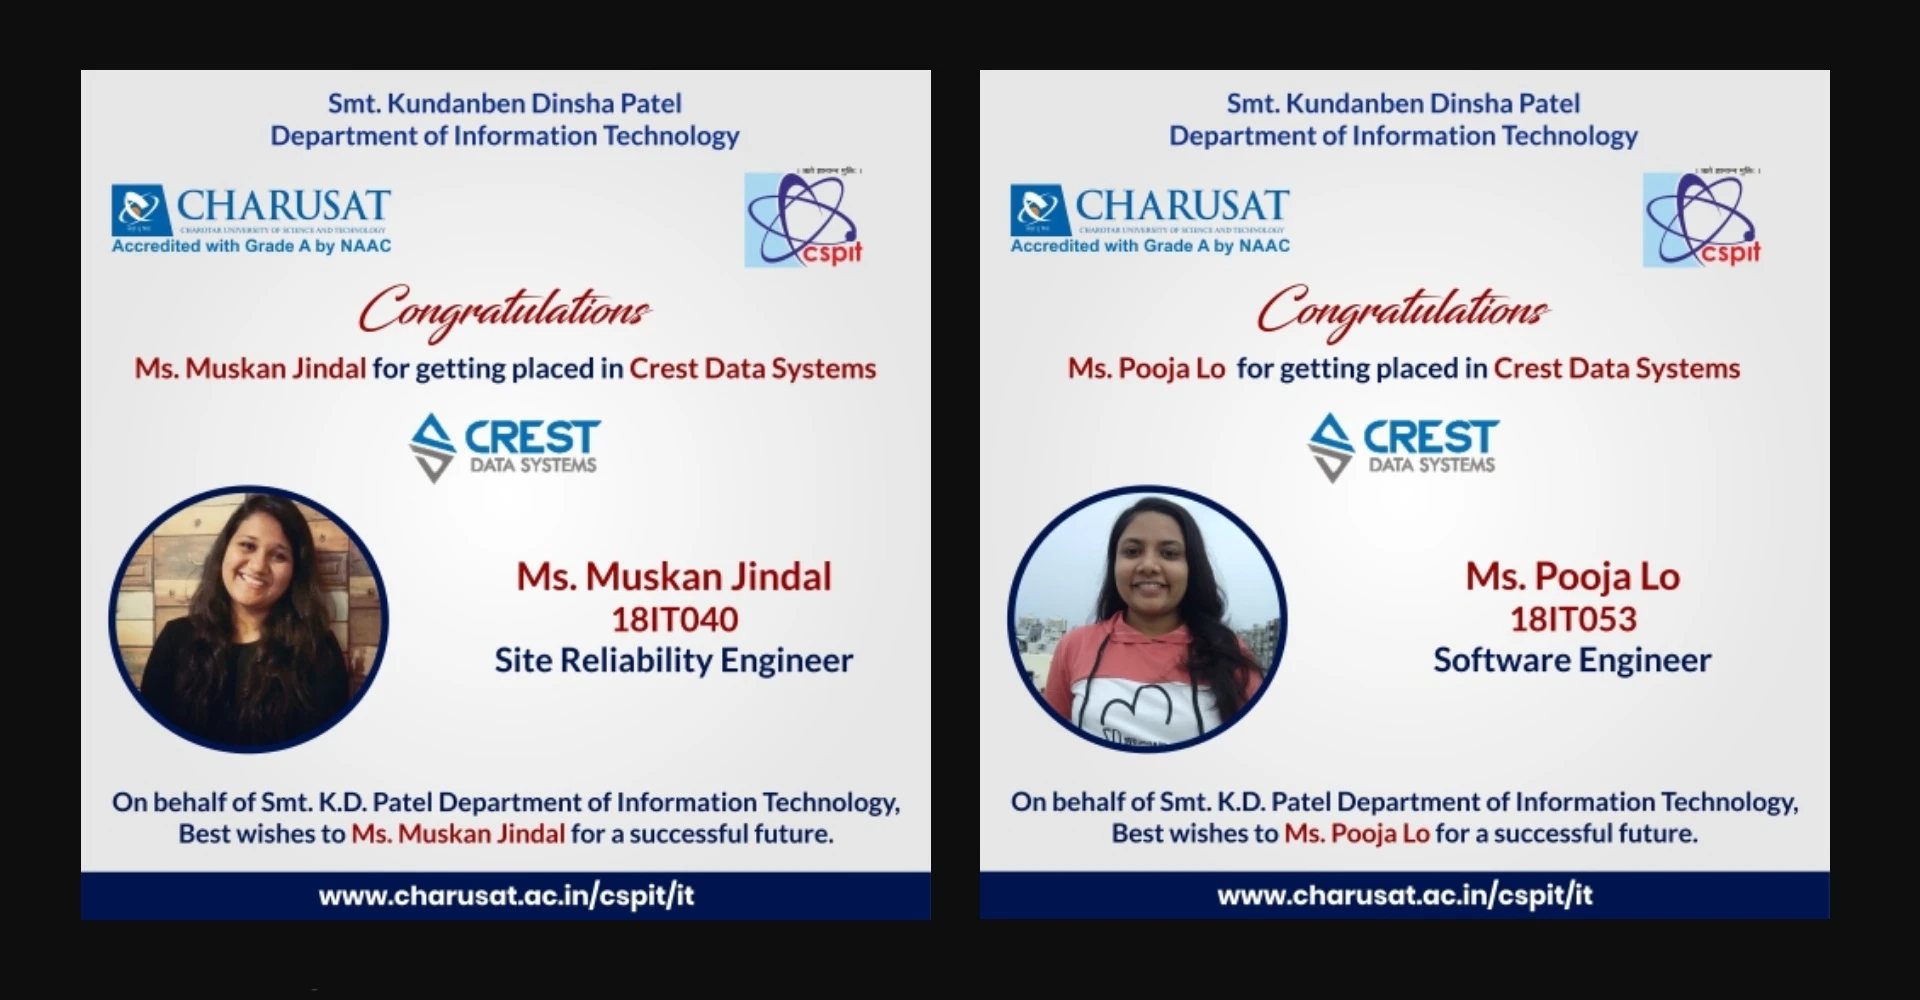 Smt. Kundanben Dinsha Patel
Department of Information Technology
CHARUSAT
CHAROTAR UNIVERSITY OF SCIENCE AND TECHNOLOGY
Accredited with Grade A by NAAC
cspit
Congratulations
Ms. Muskan Jindal for getting placed in Crest Data Systems
CREST
DATA SYSTEMS
Ms. Muskan Jindal
18IT040
Site Reliability Engineer
On behalf of Smt. K.D. Patel Department of Information Technology,
Best wishes to Ms. Muskan Jindal for a successful future.
www.charusat.ac.in/cspit/it
Smt. Kundanben Dinsha Patel
Department of Information Technology
CHARUSAT
CHAROTAR UNIVERSITY OF SCIENCE AND TECHNOLOGY
Accredited with Grade A by NAAC
cspit
Congratulations
Ms. Pooja Lo for getting placed in Crest Data Systems
CREST
DATA SYSTEMS
Ms. Pooja Lo
18IT053
Software Engineer
On behalf of Smt. K.D. Patel Department of Information Technology,
Best wishes to Ms. Pooja Lo for a successful future.
www.charusat.ac.in/cspit/it